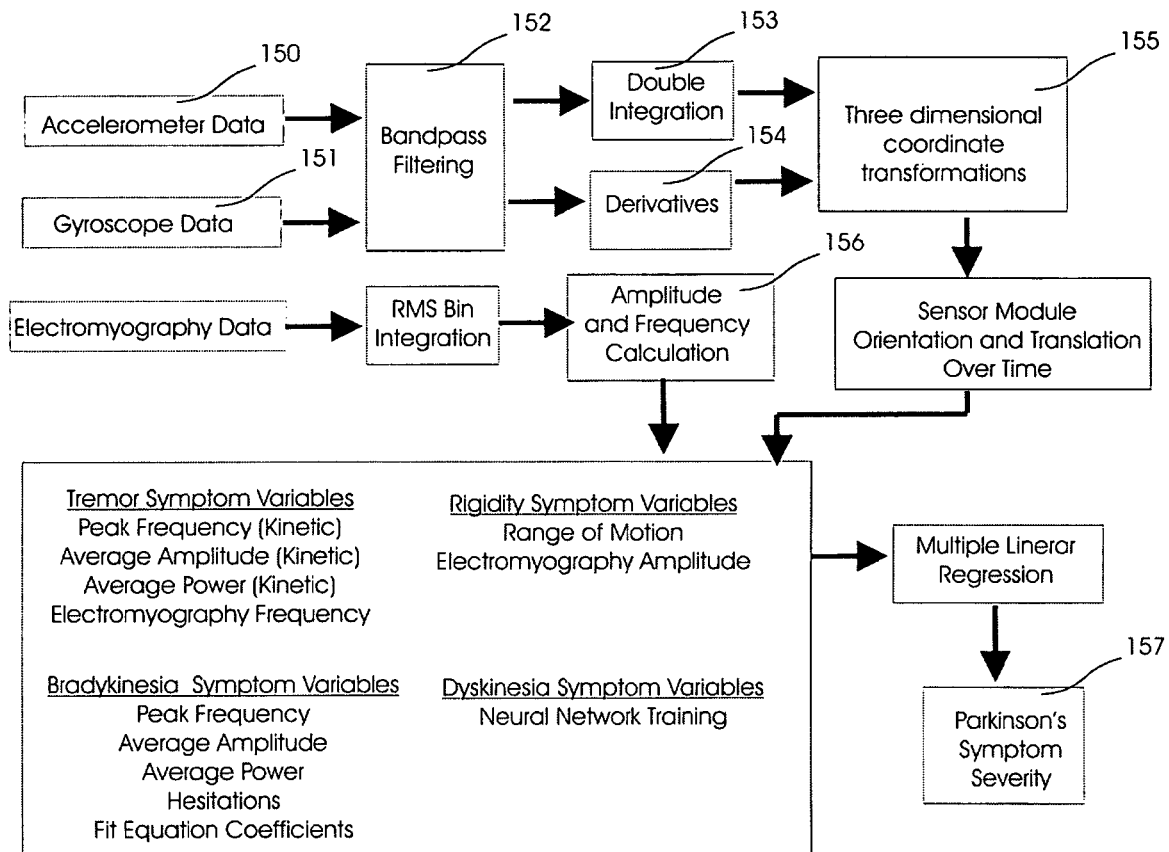 150
Accelerometer Data
151
Gyroscope Data
152
Bandpass
Filtering
153
Double
Integration
154
Derivatives
155
Three dimensional
coordinate
transformations
Electromyography Data
RMS Bin
Integration
156
Amplitude
and Frequency
Calculation
Sensor Module
Orientation and Translation
Over Time
Tremor Symptom Variables
Peak Frequency (Kinetic)
Average Amplitude (Kinetic)
Average Power (Kinetic)
Electromyography Frequency
Rigidity Symptom Variables
Range of Motion
Electromyography Amplitude
Bradykinesia Symptom Variables
Peak Frequency
Average Amplitude
Average Power
Hesitations
Fit Equation Coefficients
Dyskinesia Symptom Variables
Neural Network Training
Multiple Linerar
Regression
157
Parkinson's
Symptom
Severity